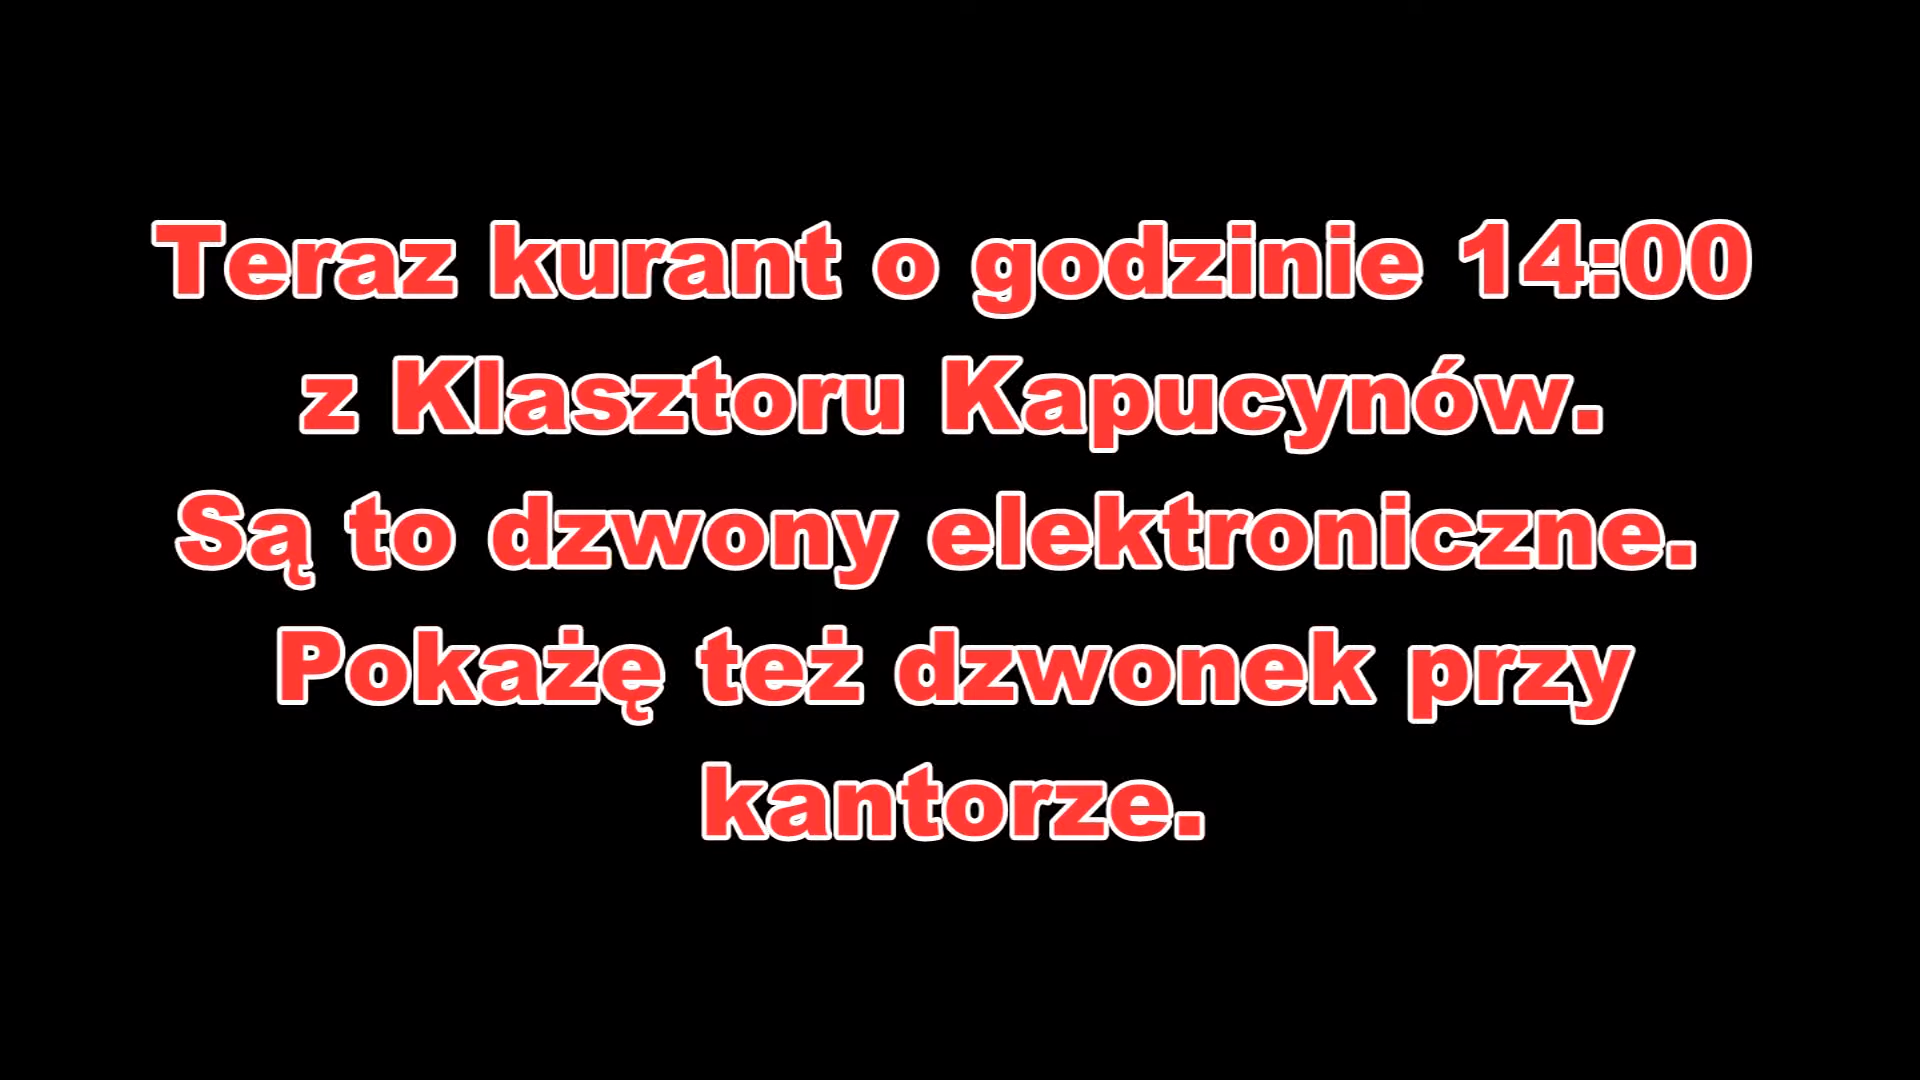 Teraz kurant o godzinie 14:00
z Klasztoru Kapucynów.
Są to dzwony elektroniczne.
Pokażę też dzwonek przy
kantorze.